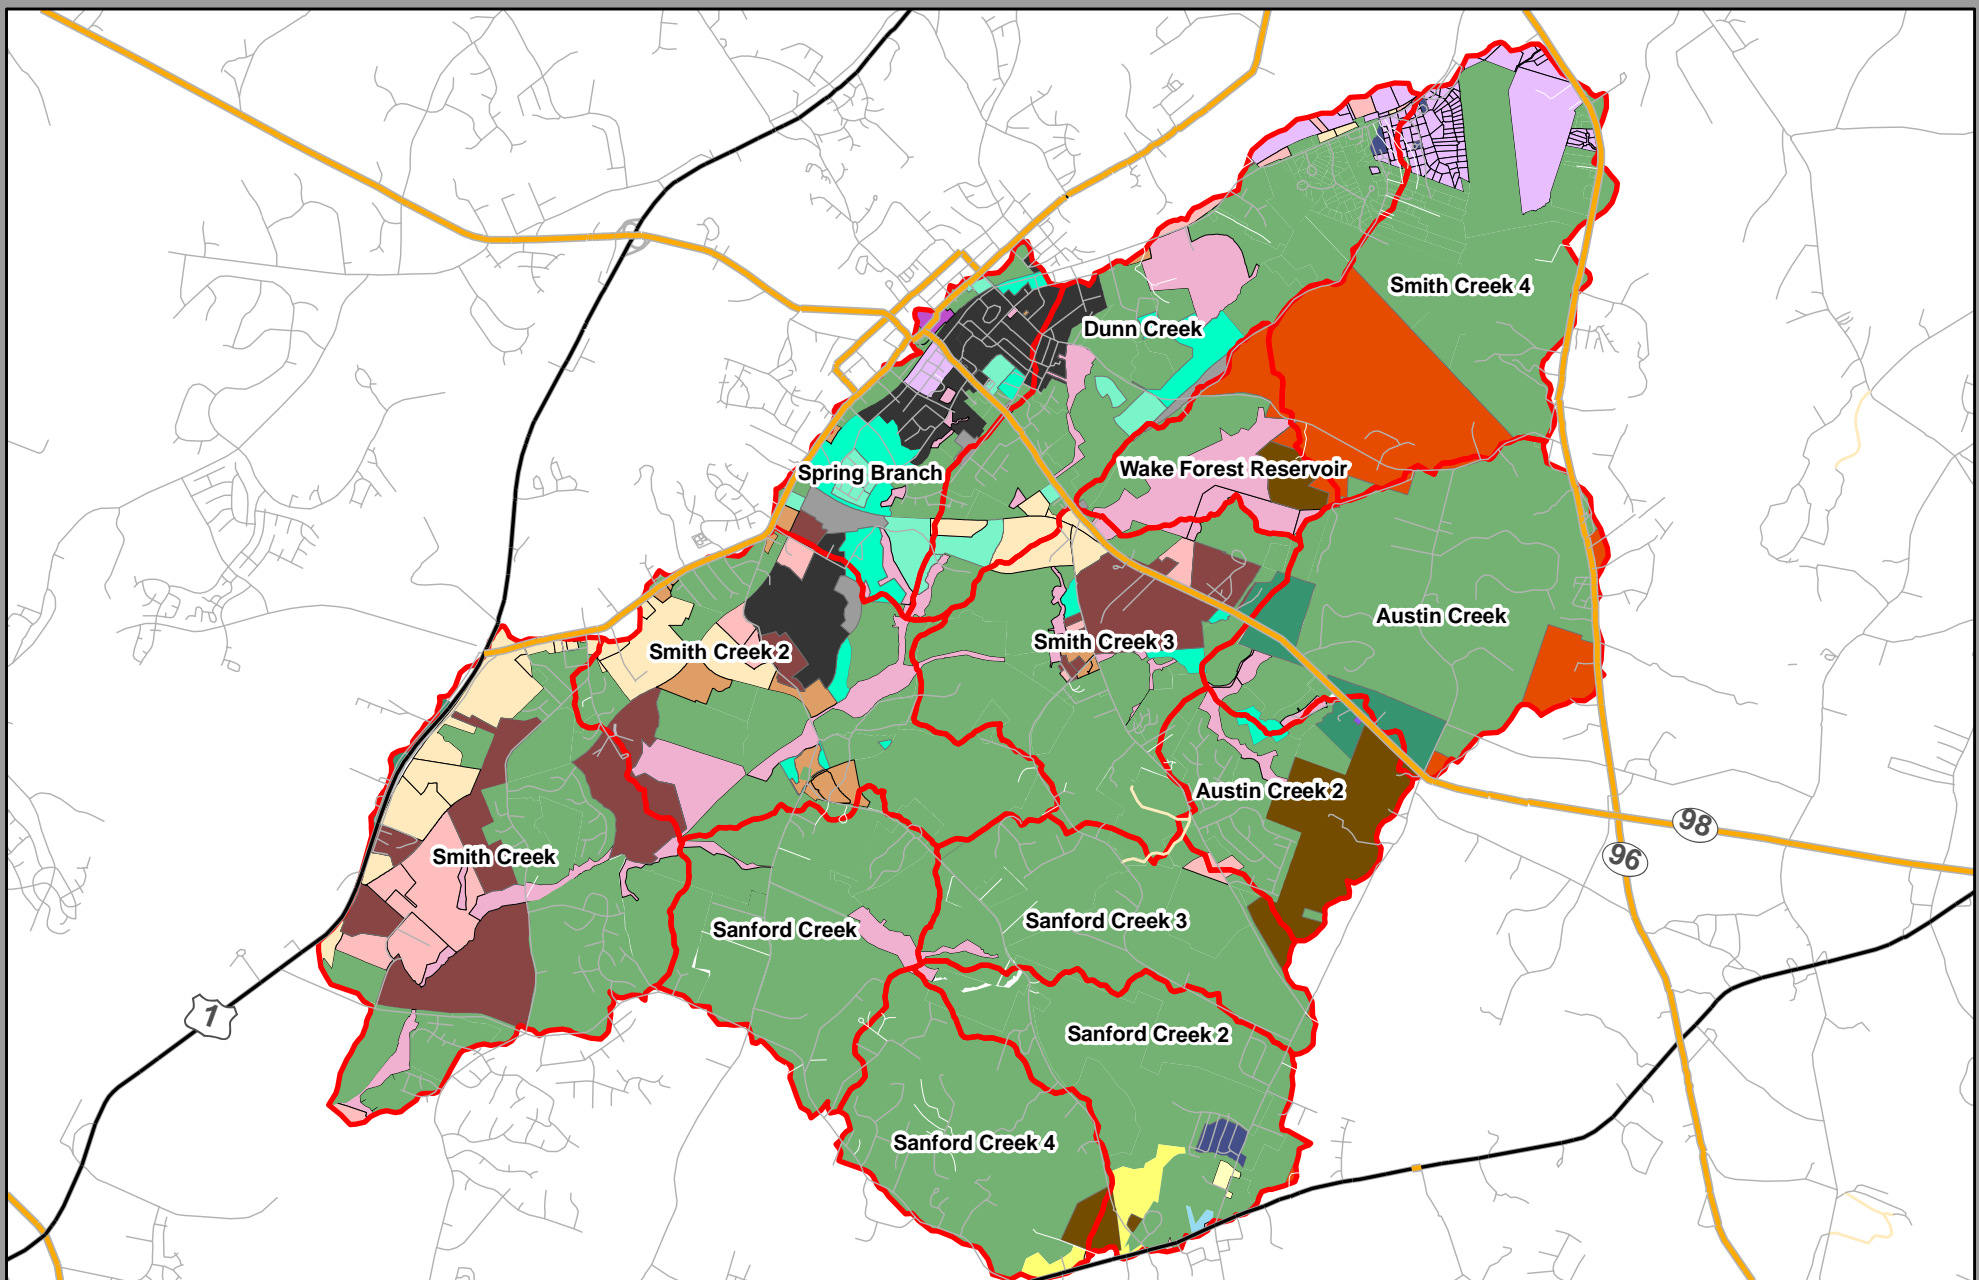 Smith Creek 4
Dunn Creek
Wake Forest Reservoir
Spring Branch
Austin Creek
Smith Creek 3
Smith Creek 2
Austin Creek 2
98
96
Smith Creek
Sanford Creek 3
Sanford Creek
1
Sanford Creek 2
Sanford Creek 4